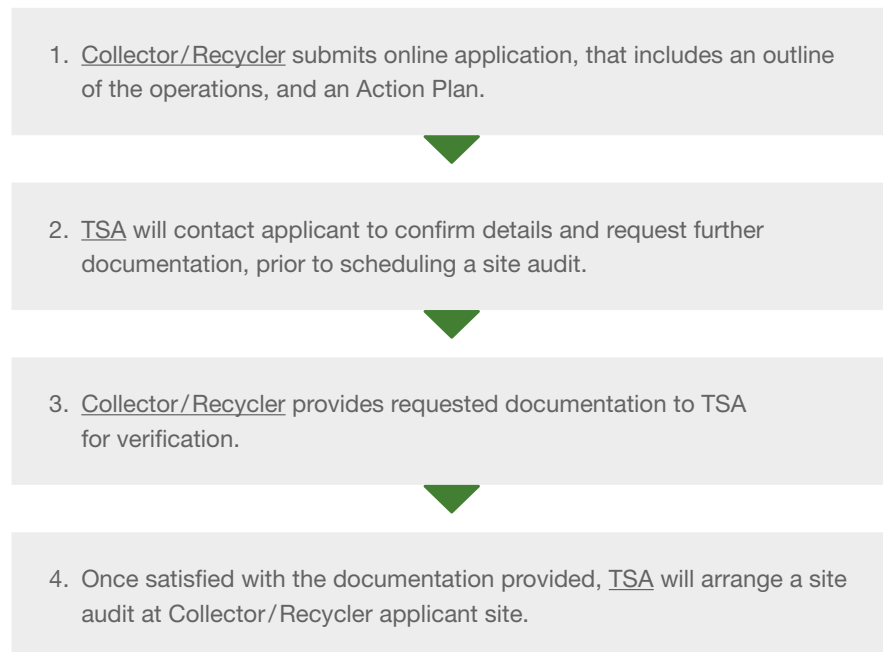 1. Collector/Recycler submits online application, that includes an outline
of the operations, and an Action Plan.
2. TSA will contact applicant to confirm details and request further
documentation, prior to scheduling a site audit.
3. Collector/Recycler provides requested documentation to TSA
for verification.
4. Once satisfied with the documentation provided, TSA will arrange a site
audit at Collector/Recycler applicant site.